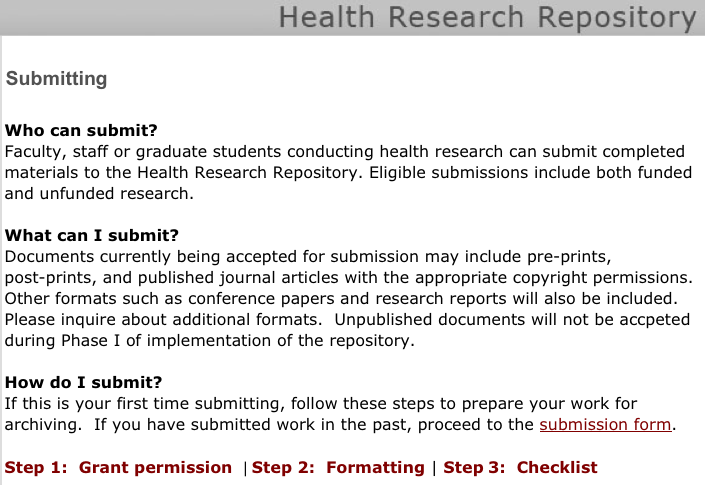 Health Research Repository
Submitting
Who can submit?
Faculty, staff or graduate students conducting health research can submit completed
materials to the Health Research Repository. Eligible submissions include both funded
and unfunded research.
What can I submit?
Documents currently being accepted for submission may include pre-prints,
post-prints, and published journal articles with the appropriate copyright permissions.
Other formats such as conference papers and research reports will also be included.
Please inquire about additional formats.  Unpublished documents will not be accpeted
during Phase I of implementation of the repository.
How do I submit?
If this is your first time submitting, follow these steps to prepare your work for
archiving.  If you have submitted work in the past, proceed to the submission form.
Step 1:  Grant permission  | Step 2:  Formatting | Step 3:  Checklist